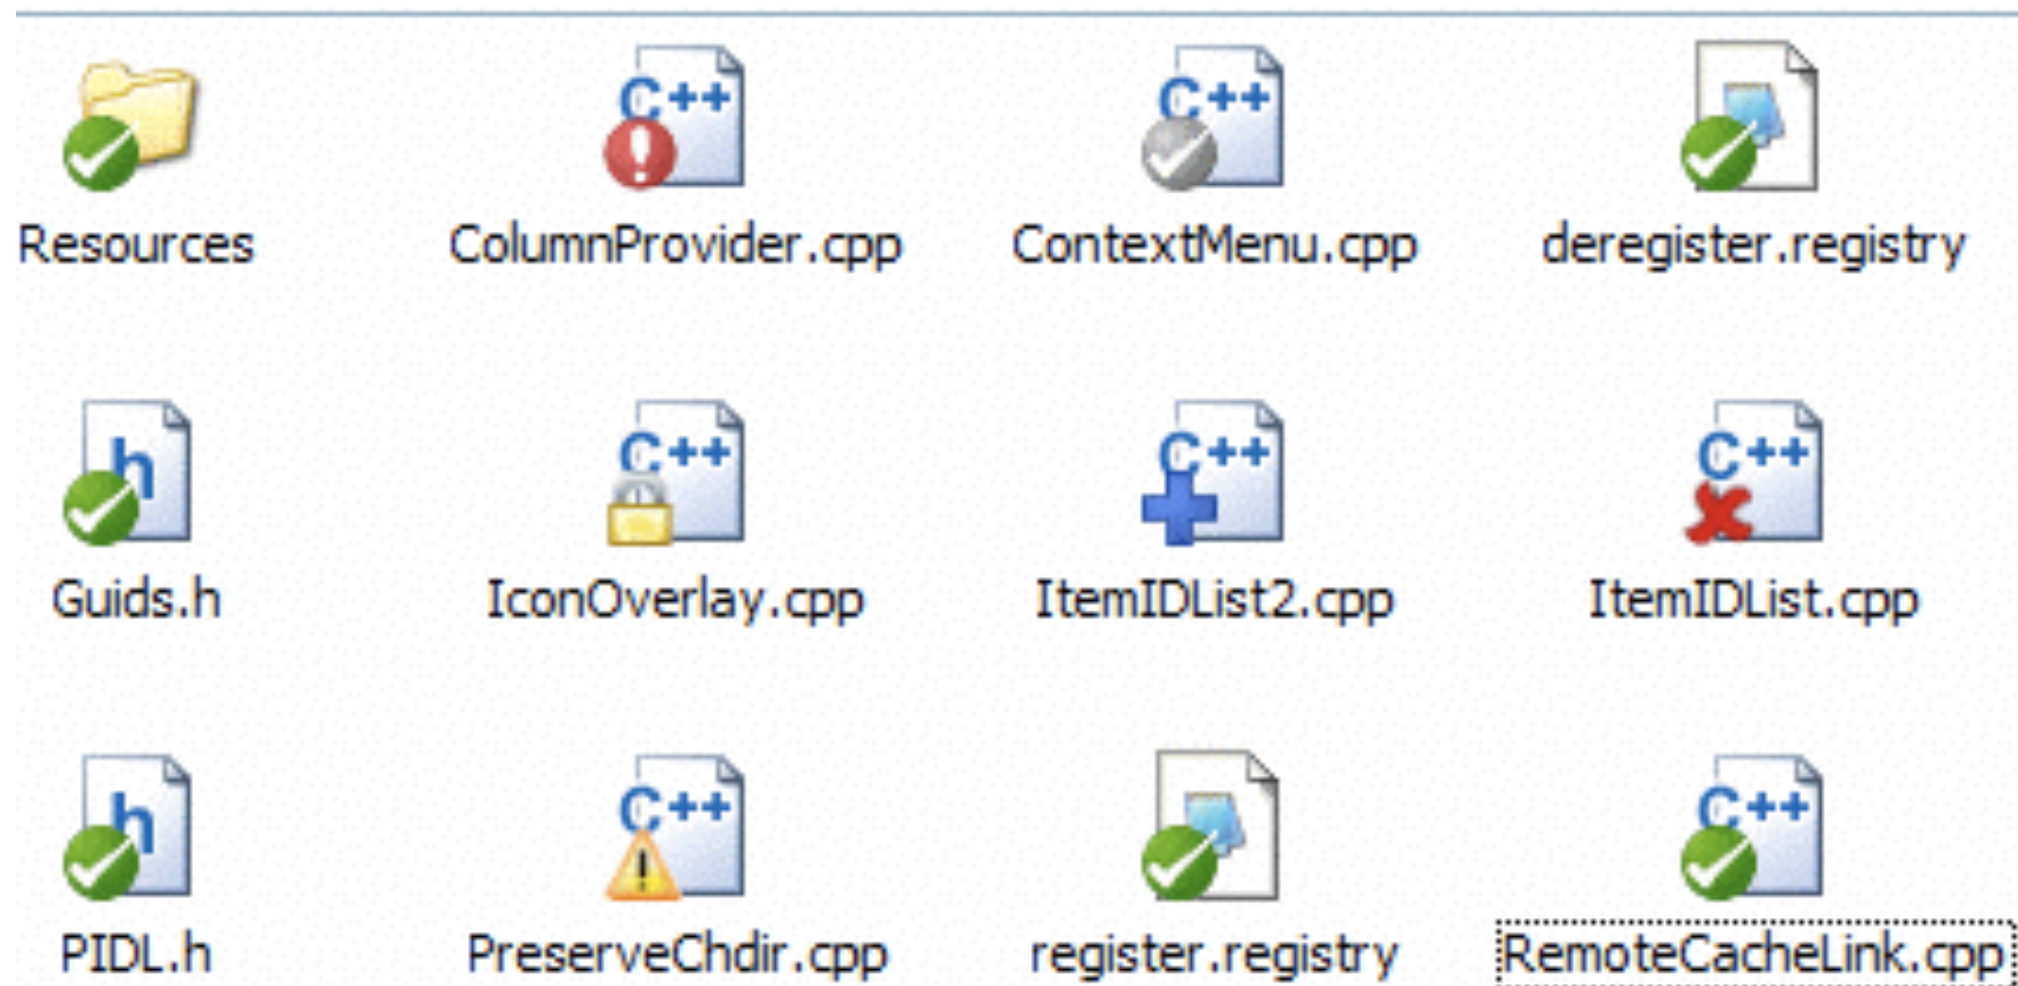 C++
C++
Resources
ColumnProvider.cpp
ContextMenu.cpp
deregister.registry
h
C++
C++
C++
Guids.h
IconOverlay.cpp
ItemIDList2.cpp
ItemIDList.cpp
h
C++
C++
PIDL.h
PreserveChdir.cpp
register.registry
RemoteCacheLink.cpp